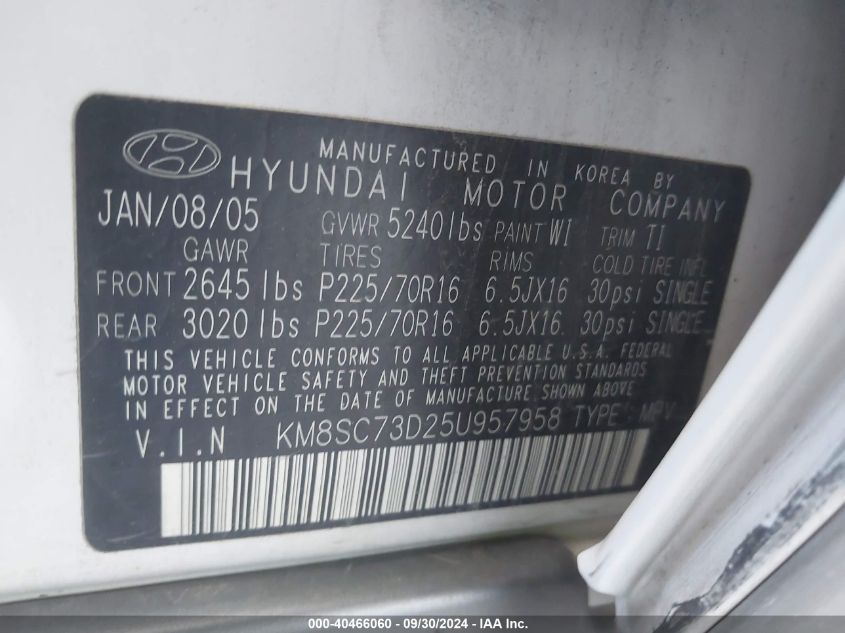 MANUFACTURED IN KOREA BY
HYUNDAI MOTOR COMPANY
JAN/08/05 GVWR 5240lbs PAINT WI TRIM TI
GAWR TIRES RIMS COLD TIRE INFL
FRONT 2645 lbs P225/70R16 6.5JX16 30psi SINGLE
REAR 3020 lbs P225/70R16 6.5JX16. 30psi SINGLE
THIS VEHICLE CONFORMS TO ALL APPLICABLE U.S.A. FEDERAL
MOTOR VEHICLE SAFETY AND THEFT PREVENTION STANDARDS
IN EFFECT ON THE DATE OF MANUFACTURE SHOWN ABOVE
V.I.N KM8SC73D25U957958 TYPE: MPV
000-40466060 - 09/30/2024 - IAA Inc.